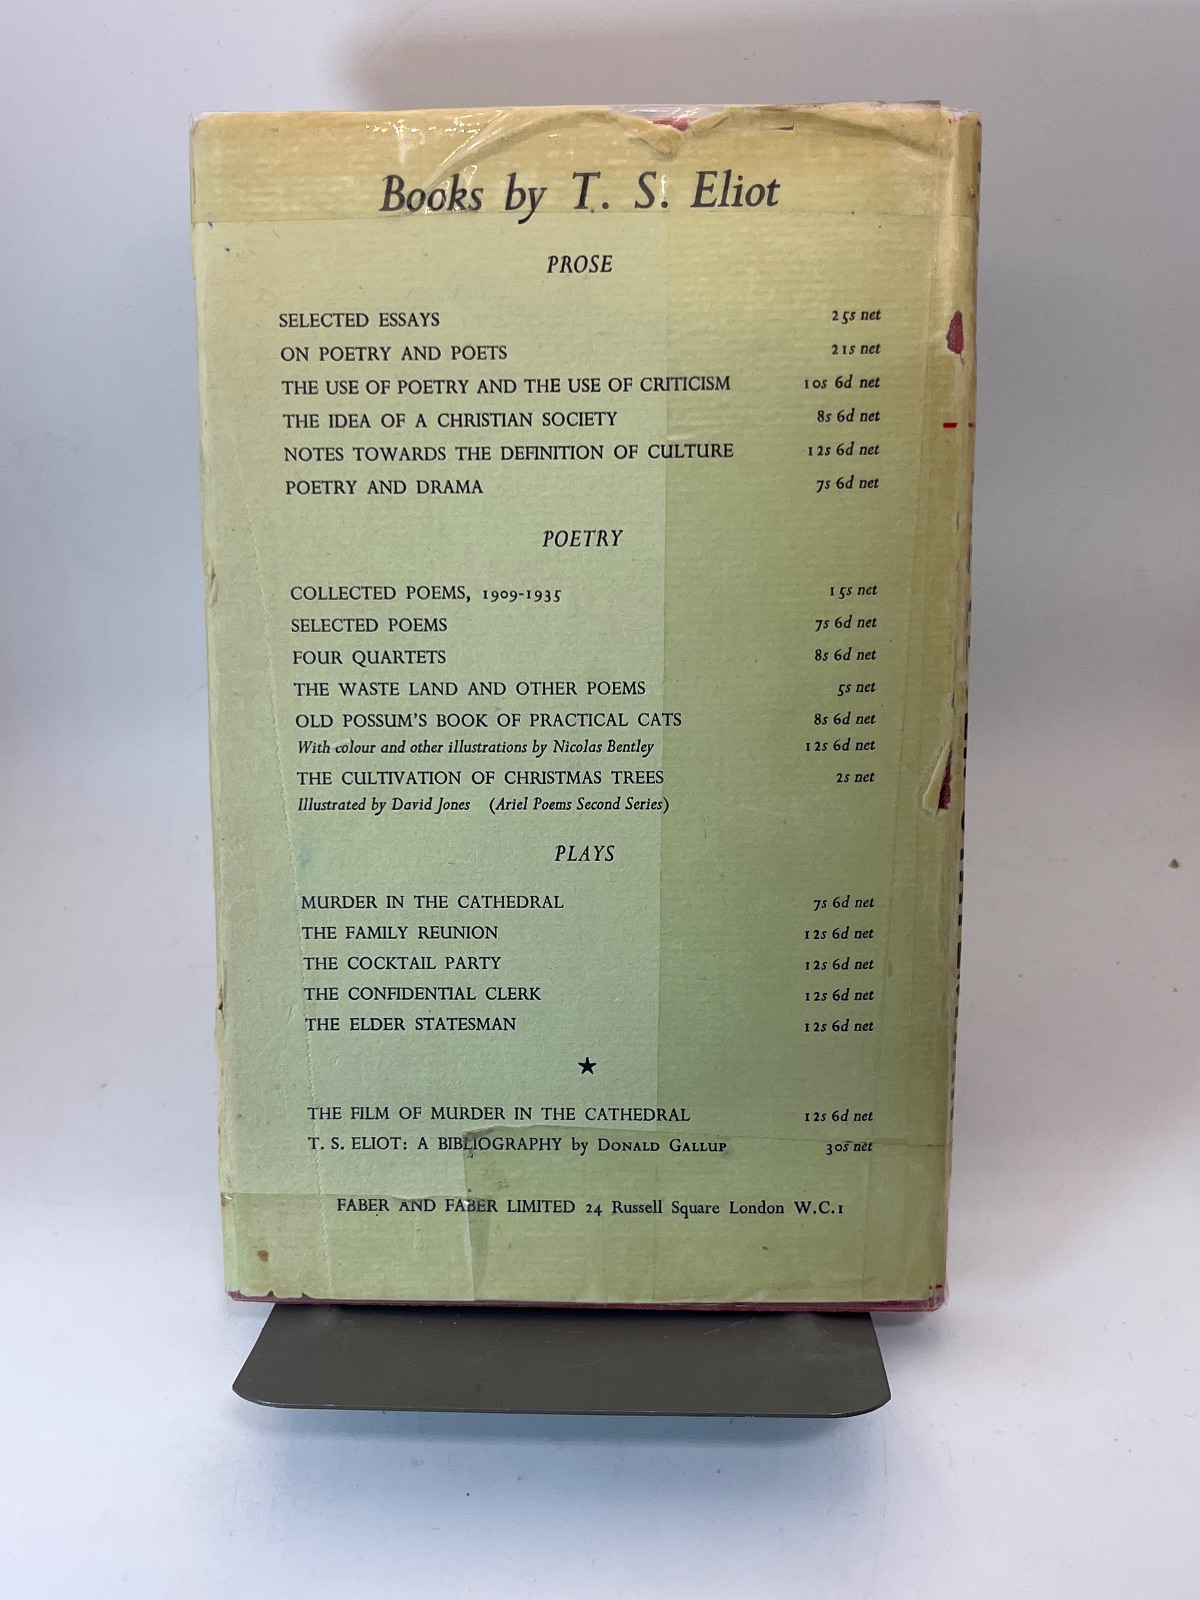 Books by T. S. Eliot
PROSE
SELECTED ESSAYS 25s net
ON POETRY AND POETS 21s net
THE USE OF POETRY AND THE USE OF CRITICISM 10s 6d net
THE IDEA OF A CHRISTIAN SOCIETY 8s 6d net
NOTES TOWARDS THE DEFINITION OF CULTURE 12s 6d net
POETRY AND DRAMA 7s 6d net
POETRY
COLLECTED POEMS, 1909-1935 15s net
SELECTED POEMS 7s 6d net
FOUR QUARTETS 8s 6d net
THE WASTE LAND AND OTHER POEMS 5s net
OLD POSSUM'S BOOK OF PRACTICAL CATS 8s 6d net
With colour and other illustrations by Nicolas Bentley 12s 6d net
THE CULTIVATION OF CHRISTMAS TREES 2s net
Illustrated by David Jones (Ariel Poems Second Series)
PLAYS
MURDER IN THE CATHEDRAL 7s 6d net
THE FAMILY REUNION 12s 6d net
THE COCKTAIL PARTY 12s 6d net
THE CONFIDENTIAL CLERK 12s 6d net
THE ELDER STATESMAN 12s 6d net
★
THE FILM OF MURDER IN THE CATHEDRAL 12s 6d net
T. S. ELIOT: A BIBLIOGRAPHY by DONALD GALLUP 30s net
FABER AND FABER LIMITED 24 Russell Square London W.C.1